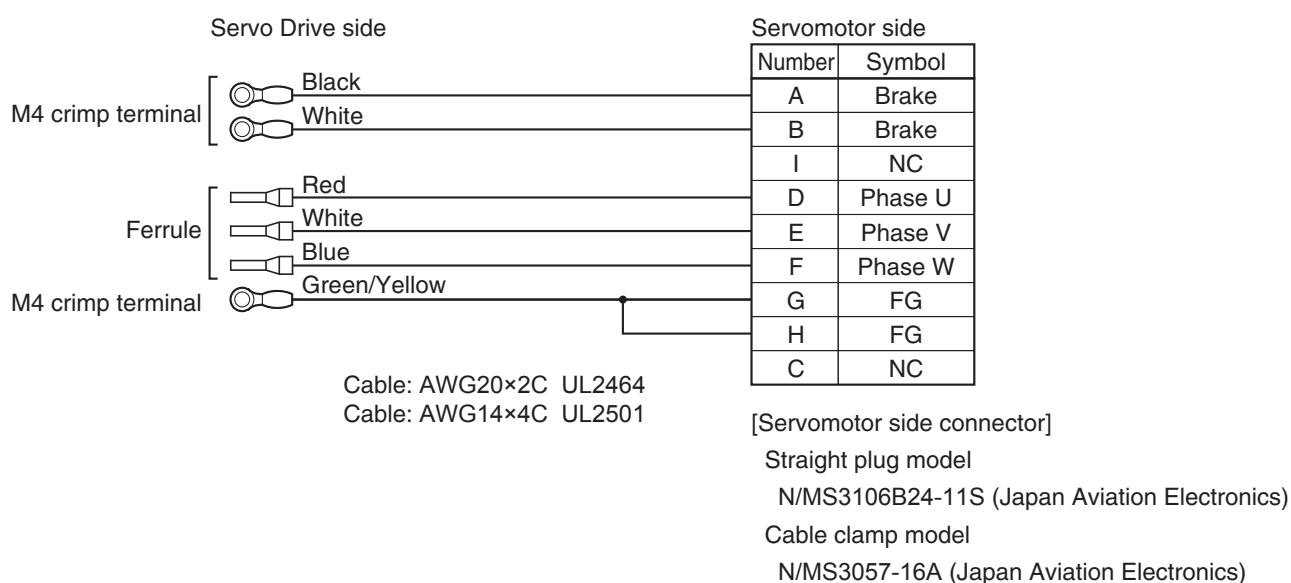 Servo Drive side
Servomotor side
Number Symbol
M4 crimp terminal
Black
A Brake
White
B Brake
I NC
Ferrule
Red
D Phase U
White
E Phase V
Blue
F Phase W
M4 crimp terminal
Green/Yellow
G FG
H FG
C NC
Cable: AWG20×2C UL2464
Cable: AWG14×4C UL2501
[Servomotor side connector]
Straight plug model
N/MS3106B24-11S (Japan Aviation Electronics)
Cable clamp model
N/MS3057-16A (Japan Aviation Electronics)